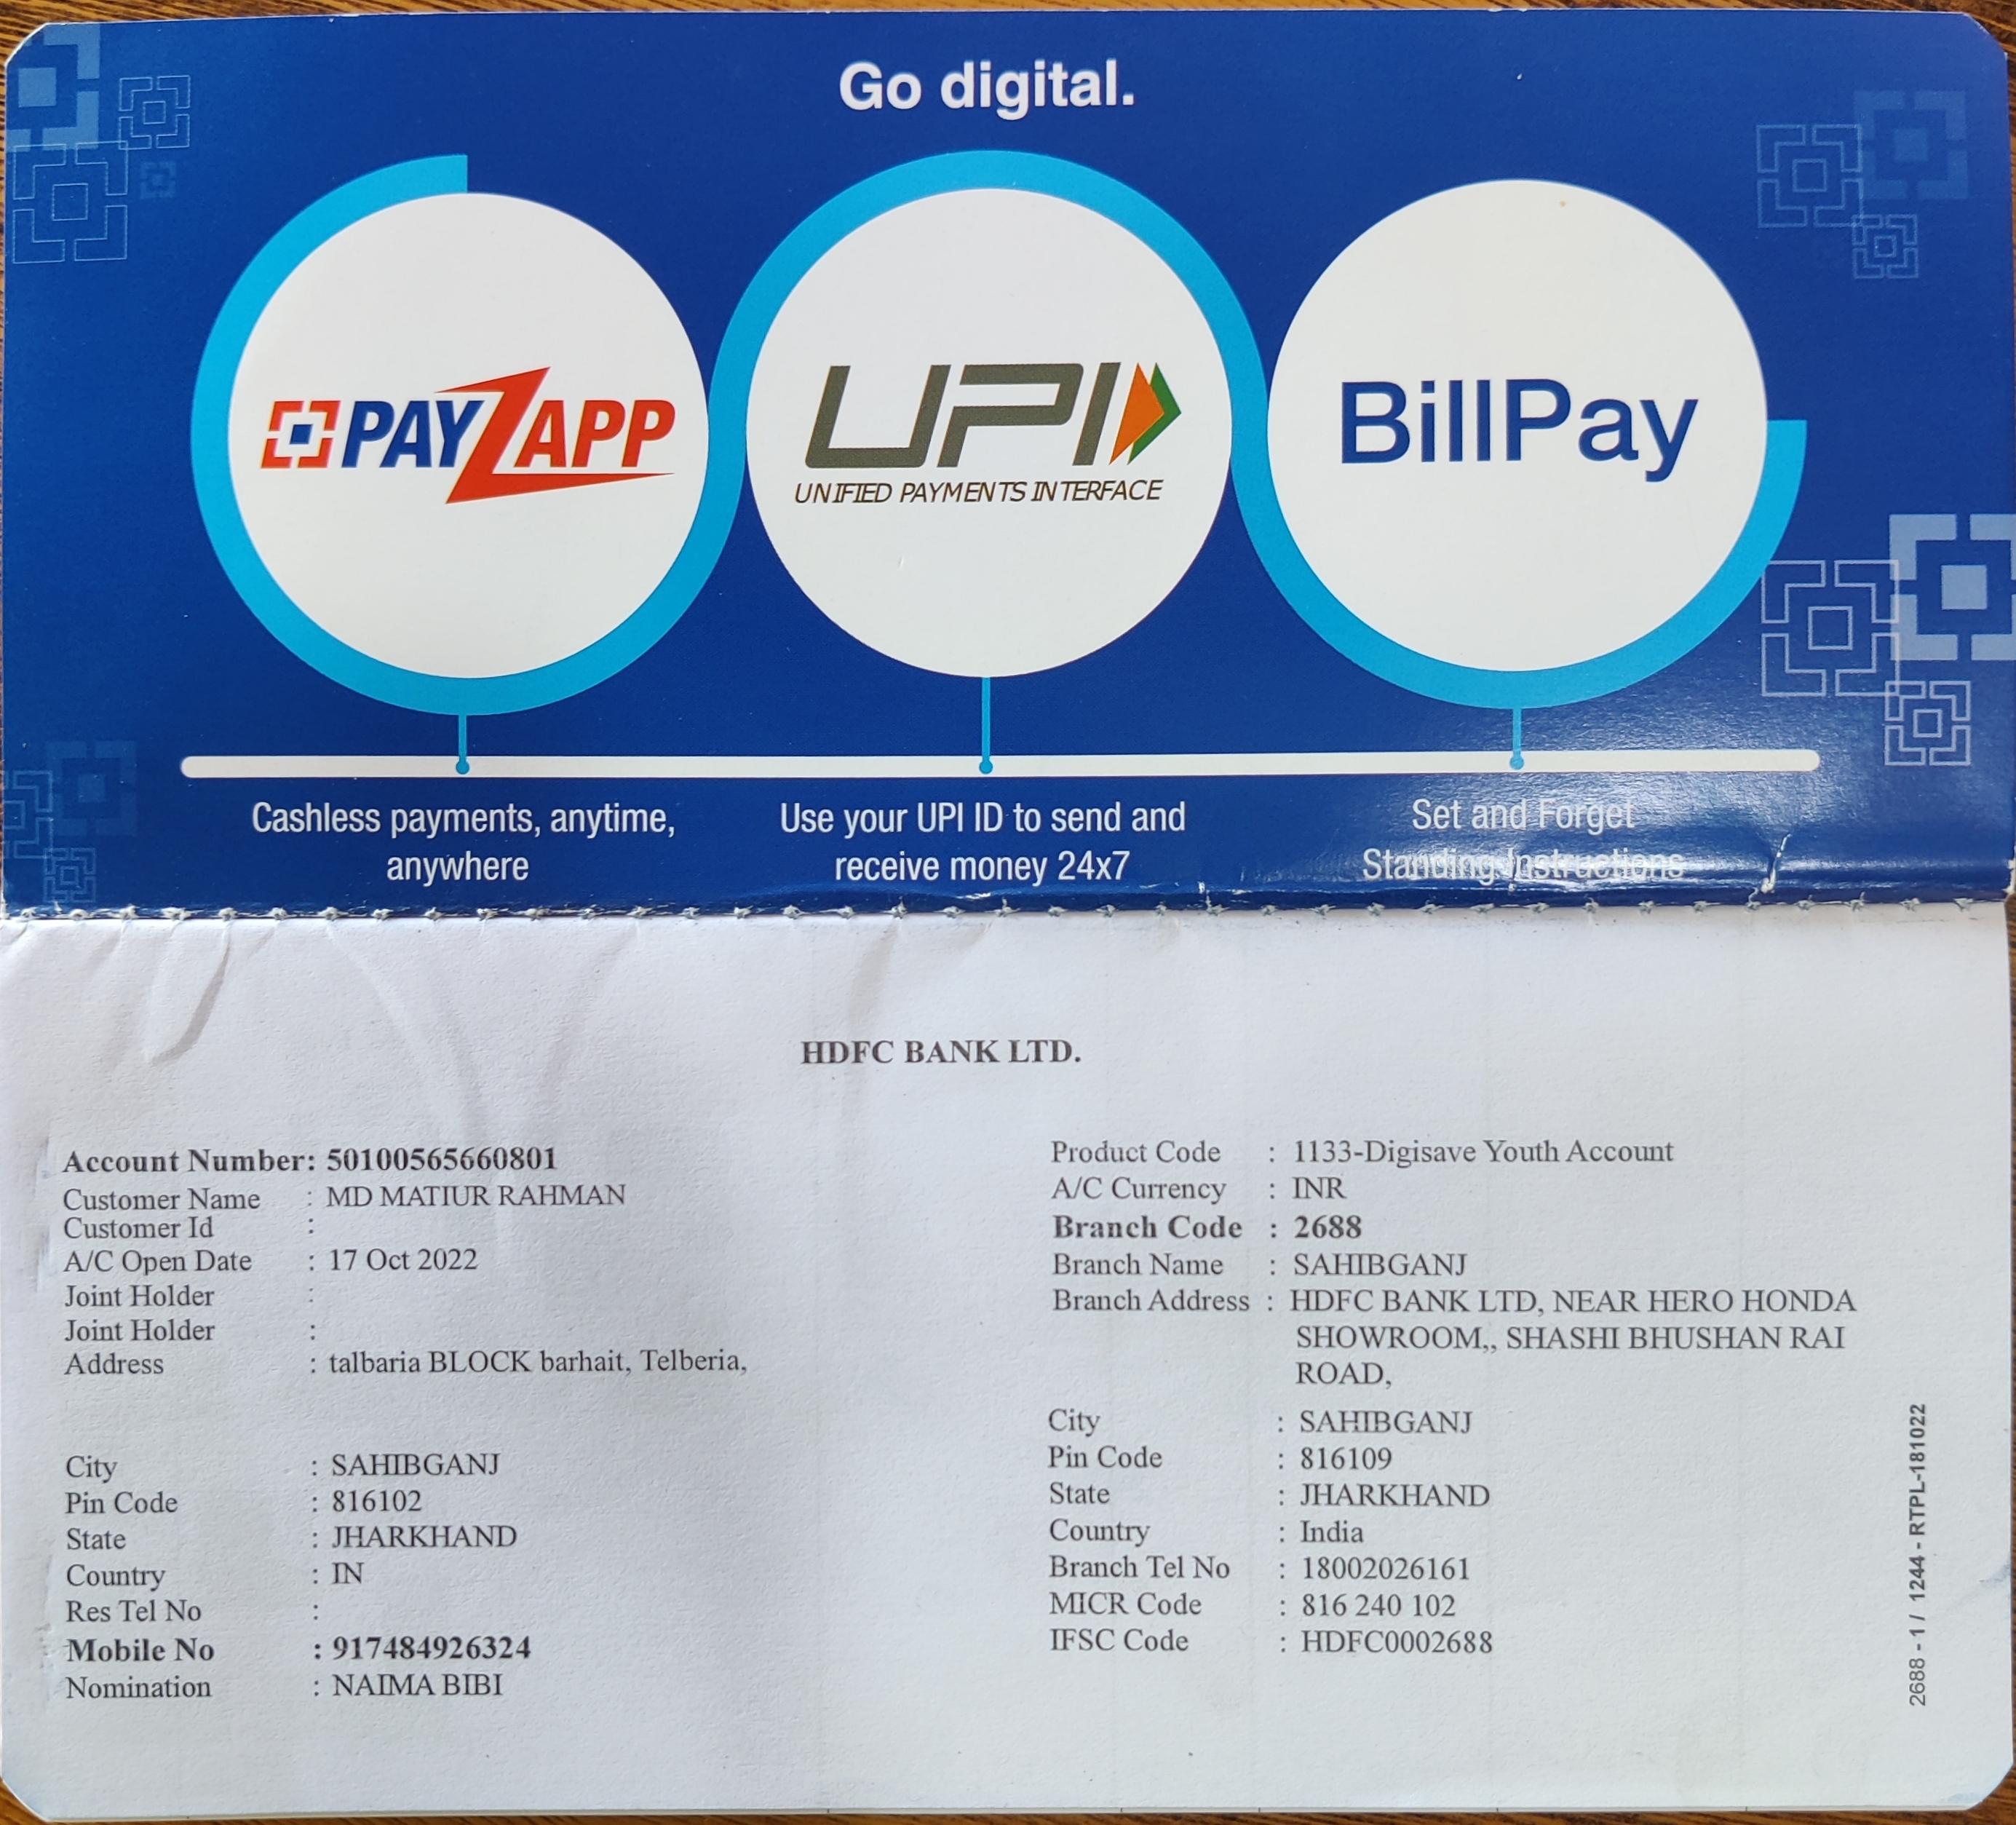 Go digital.
PAYZAPP
UPI
UNIFIED PAYMENTS INTERFACE
BillPay
Cashless payments, anytime,
anywhere
Use your UPI ID to send and
receive money 24x7
Set and Forget
Standing Instructions
HDFC BANK LTD.
Account Number: 50100565660801
Customer Name : MD MATIUR RAHMAN
Customer Id :
A/C Open Date : 17 Oct 2022
Joint Holder :
Joint Holder :
Address : talbaria BLOCK barhait, Telberia,
City : SAHIBGANJ
Pin Code : 816102
State : JHARKHAND
Country : IN
Res Tel No :
Mobile No : 917484926324
Nomination : NAIMA BIBI
Product Code : 1133-Digisave Youth Account
A/C Currency : INR
Branch Code : 2688
Branch Name : SAHIBGANJ
Branch Address : HDFC BANK LTD, NEAR HERO HONDA
SHOWROOM,, SHASHI BHUSHAN RAI
ROAD,
City : SAHIBGANJ
Pin Code : 816109
State : JHARKHAND
Country : India
Branch Tel No : 18002026161
MICR Code : 816 240 102
IFSC Code : HDFC0002688
2688 - 1 / 1244 - RTPL-181022